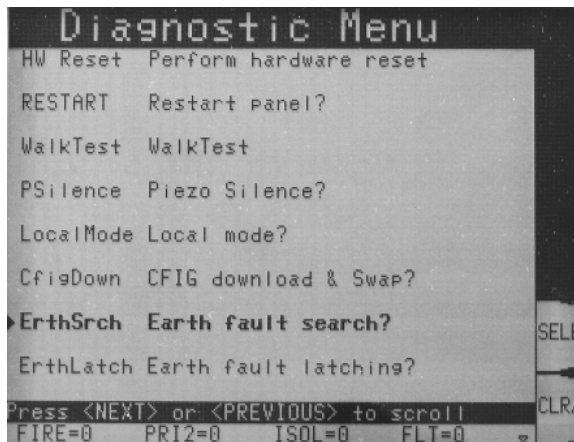 Diagnostic Menu
HW Reset Perform hardware reset
RESTART Restart panel?
WalkTest WalkTest
PSilence Piezo Silence?
LocalMode Local mode?
CfigDown CFIG download & Swap?
ErthSrch Earth fault search?
SELE
ErthLatch Earth fault latching?
Press <NEXT> or <PREVIOUS> to scroll
CLR
FIRE=0 PRI2=0 ISOL=0 FLT=0